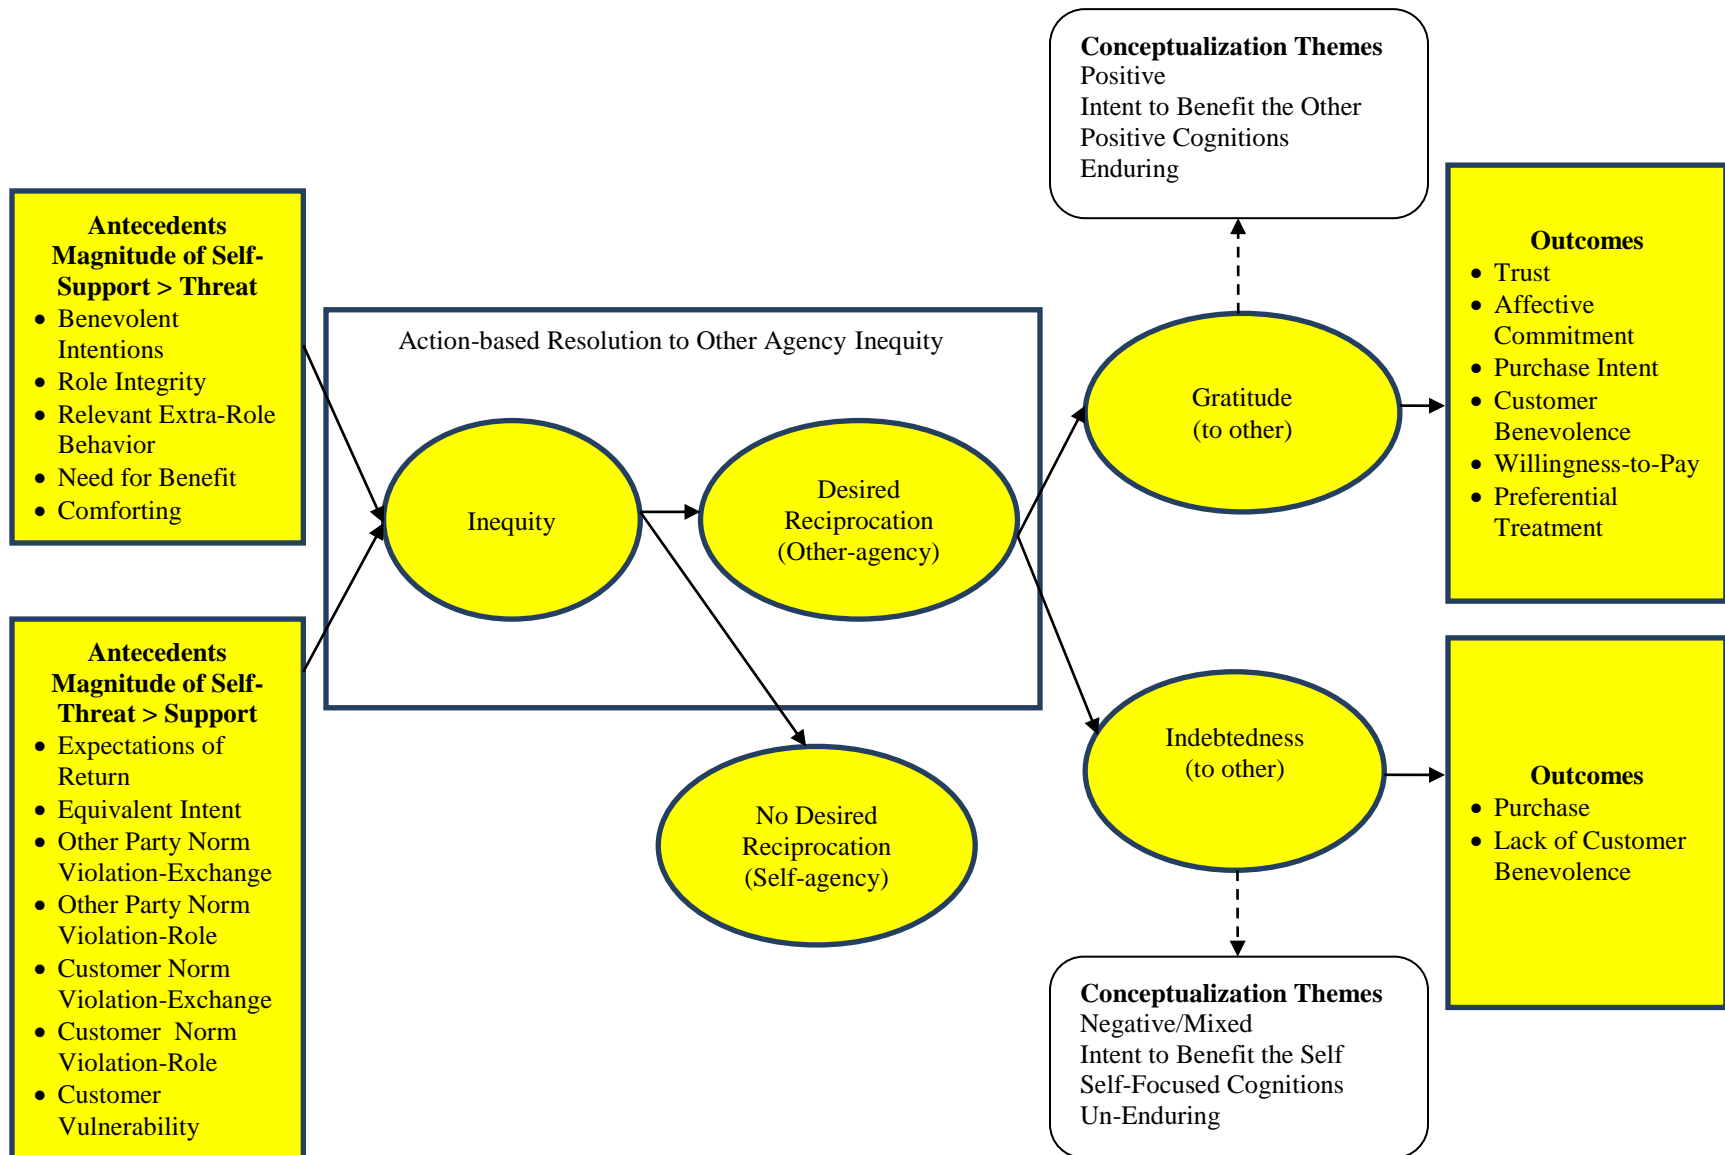 Antecedents
Magnitude of Self-
Support > Threat
• Benevolent
Intentions
• Role Integrity
• Relevant Extra-Role
Behavior
• Need for Benefit
• Comforting
Antecedents
Magnitude of Self-
Threat > Support
• Expectations of
Return
• Equivalent Intent
• Other Party Norm
Violation-Exchange
• Other Party Norm
Violation-Role
• Customer Norm
Violation-Exchange
• Customer  Norm
Violation-Role
• Customer
Vulnerability
Action-based Resolution to Other Agency Inequity
Inequity
Desired
Reciprocation
(Other-agency)
No Desired
Reciprocation
(Self-agency)
Conceptualization Themes
Positive
Intent to Benefit the Other
Positive Cognitions
Enduring
Gratitude
(to other)
Indebtedness
(to other)
Conceptualization Themes
Negative/Mixed
Intent to Benefit the Self
Self-Focused Cognitions
Un-Enduring
Outcomes
• Trust
• Affective
Commitment
• Purchase Intent
• Customer
Benevolence
• Willingness-to-Pay
• Preferential
Treatment
Outcomes
• Purchase
• Lack of Customer
Benevolence